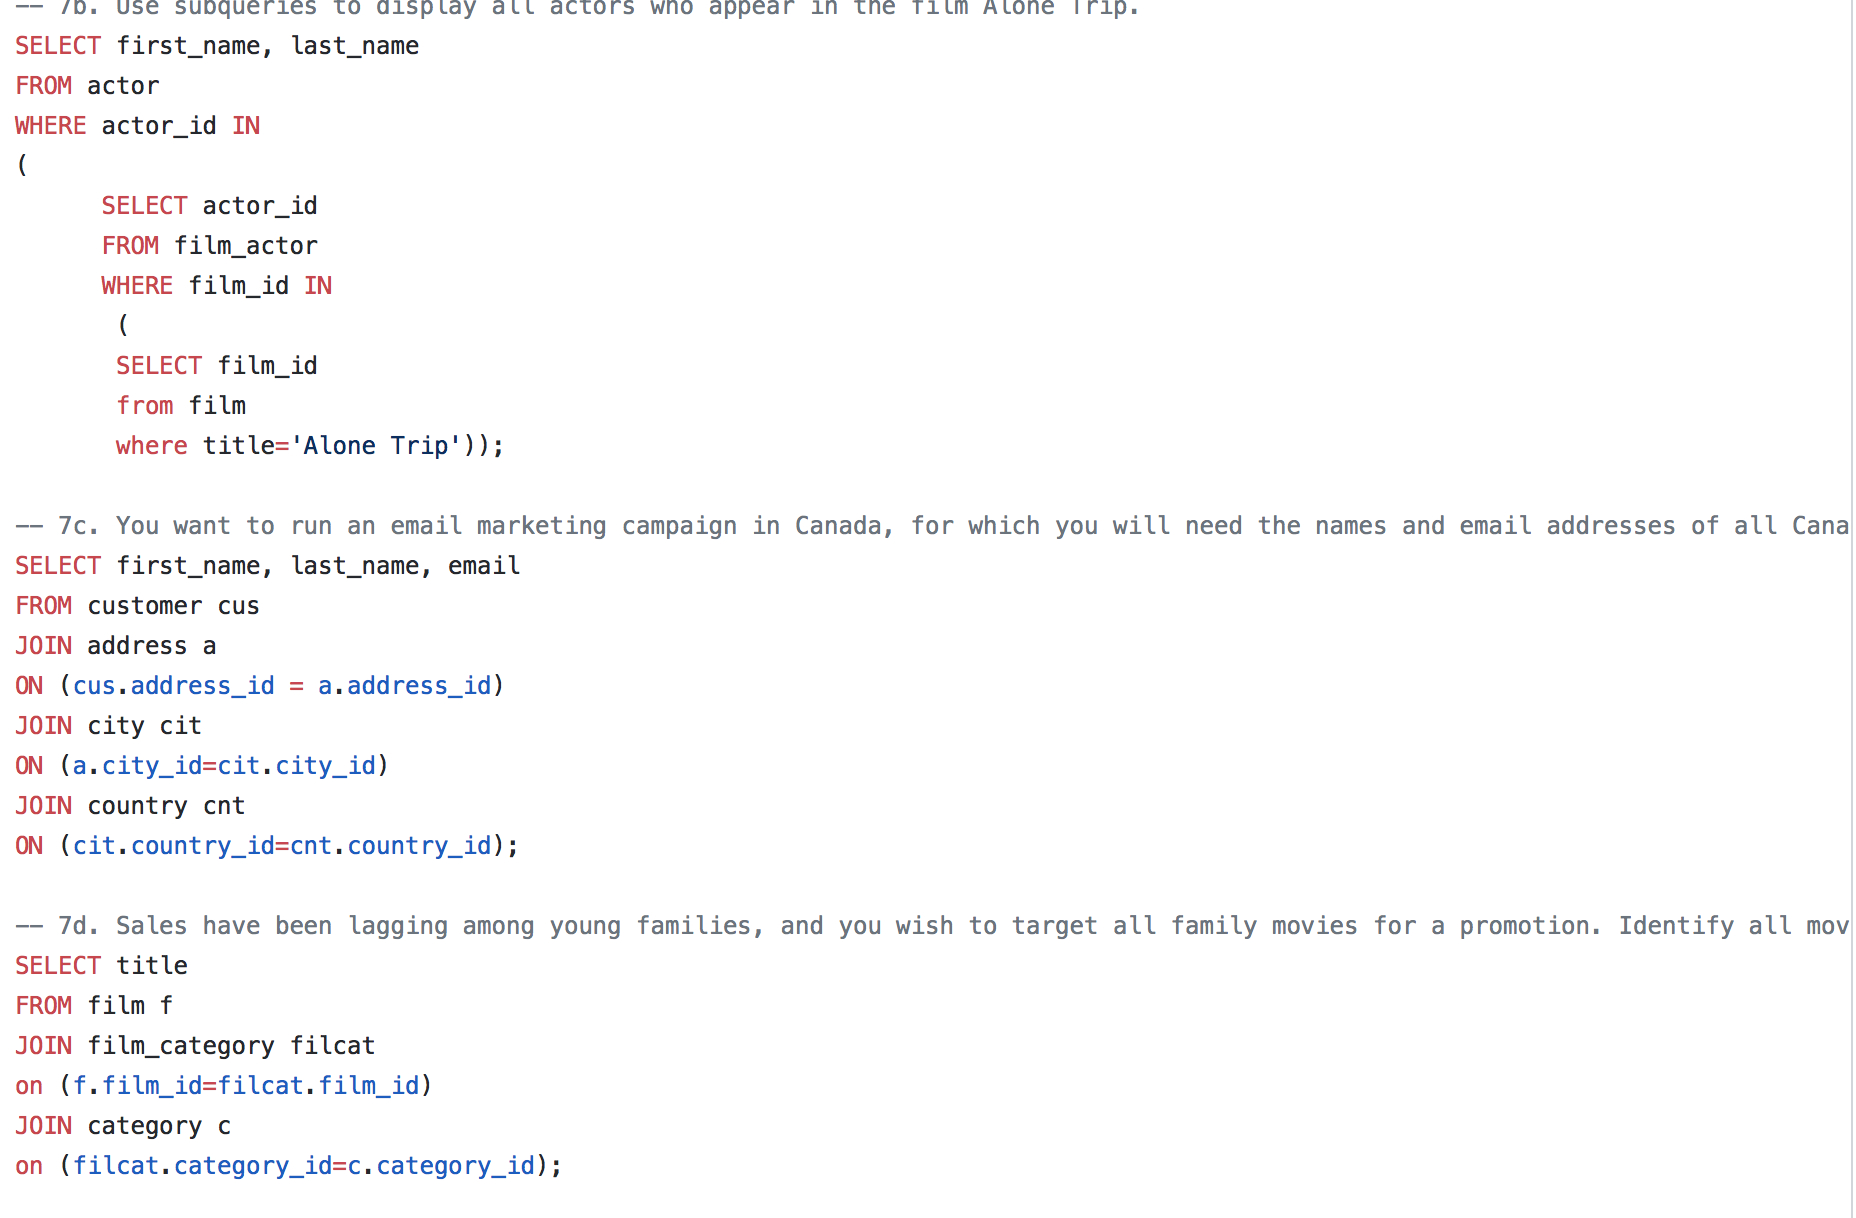 -- 7b. Use subqueries to display all actors who appear in the film Alone Trip.
SELECT first_name, last_name
FROM actor
WHERE actor_id IN
(
SELECT actor_id
FROM film_actor
WHERE film_id IN
(
SELECT film_id
from film
where title='Alone Trip'));
-- 7c. You want to run an email marketing campaign in Canada, for which you will need the names and email addresses of all Cana
SELECT first_name, last_name, email
FROM customer cus
JOIN address a
ON (cus.address_id = a.address_id)
JOIN city cit
ON (a.city_id=cit.city_id)
JOIN country cnt
ON (cit.country_id=cnt.country_id);
-- 7d. Sales have been lagging among young families, and you wish to target all family movies for a promotion. Identify all mov
SELECT title
FROM film f
JOIN film_category filcat
on (f.film_id=filcat.film_id)
JOIN category c
on (filcat.category_id=c.category_id);